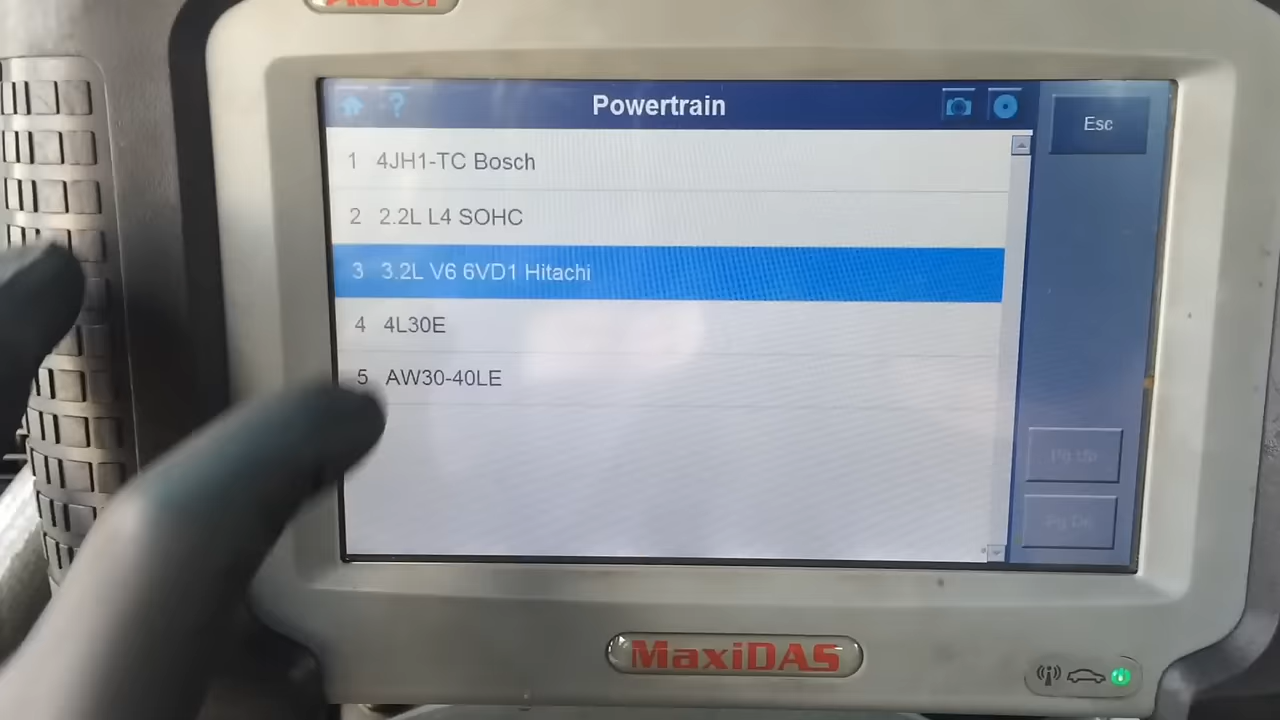 Autel
?
Powertrain
Esc
1 4JH1-TC Bosch
2 2.2L L4 SOHC
3 3.2L V6 6VD1 Hitachi
4 4L30E
5 AW30-40LE
Pg Up
Pg Dn
MaxiDAS